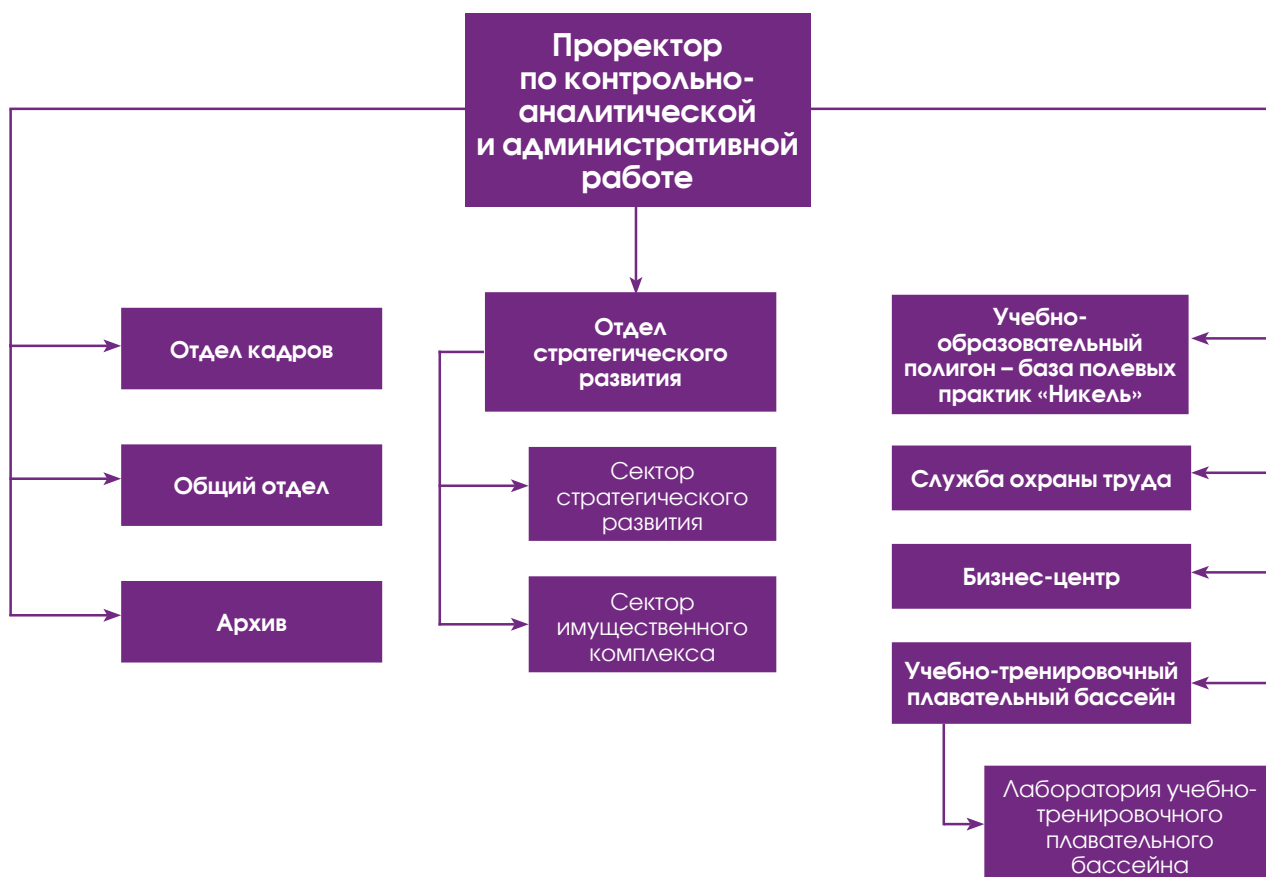 Проректор
по контрольно-
аналитической
и административной
работе
Отдел кадров
Общий отдел
Архив
Отдел
стратегического
развития
Сектор
стратегического
развития
Сектор
имущественного
комплекса
Учебно-
образовательный
полигон – база полевых
практик «Никель»
Служба охраны труда
Бизнес-центр
Учебно-тренировочный
плавательный бассейн
Лаборатория учебно-
тренировочного
плавательного
бассейна